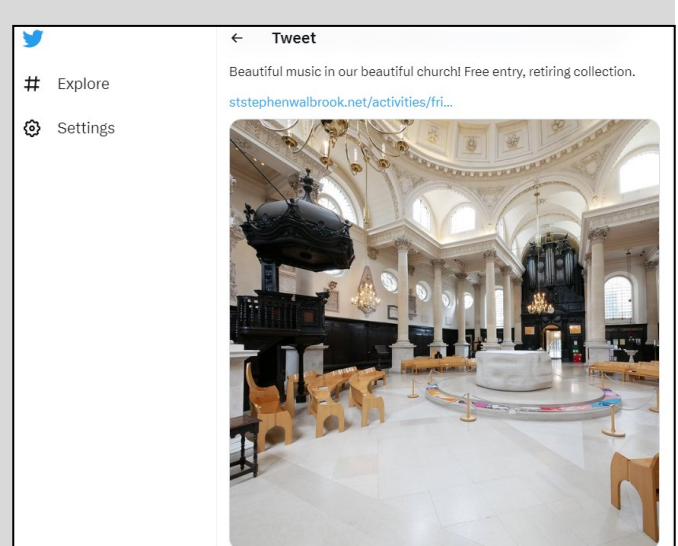 Tweet
Explore
Settings
Beautiful music in our beautiful church! Free entry, retiring collection.
ststephenwalbrook.net/activities/fri...